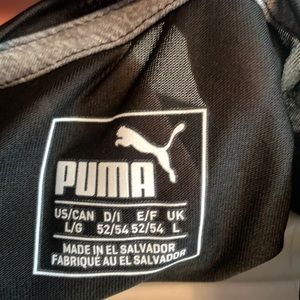 PUMA
US/CAN D/I E/F UK
L/G 52/54 52/54 L
MADE IN EL SALVADOR
FABRIQUÉ AU EL SALVADOR